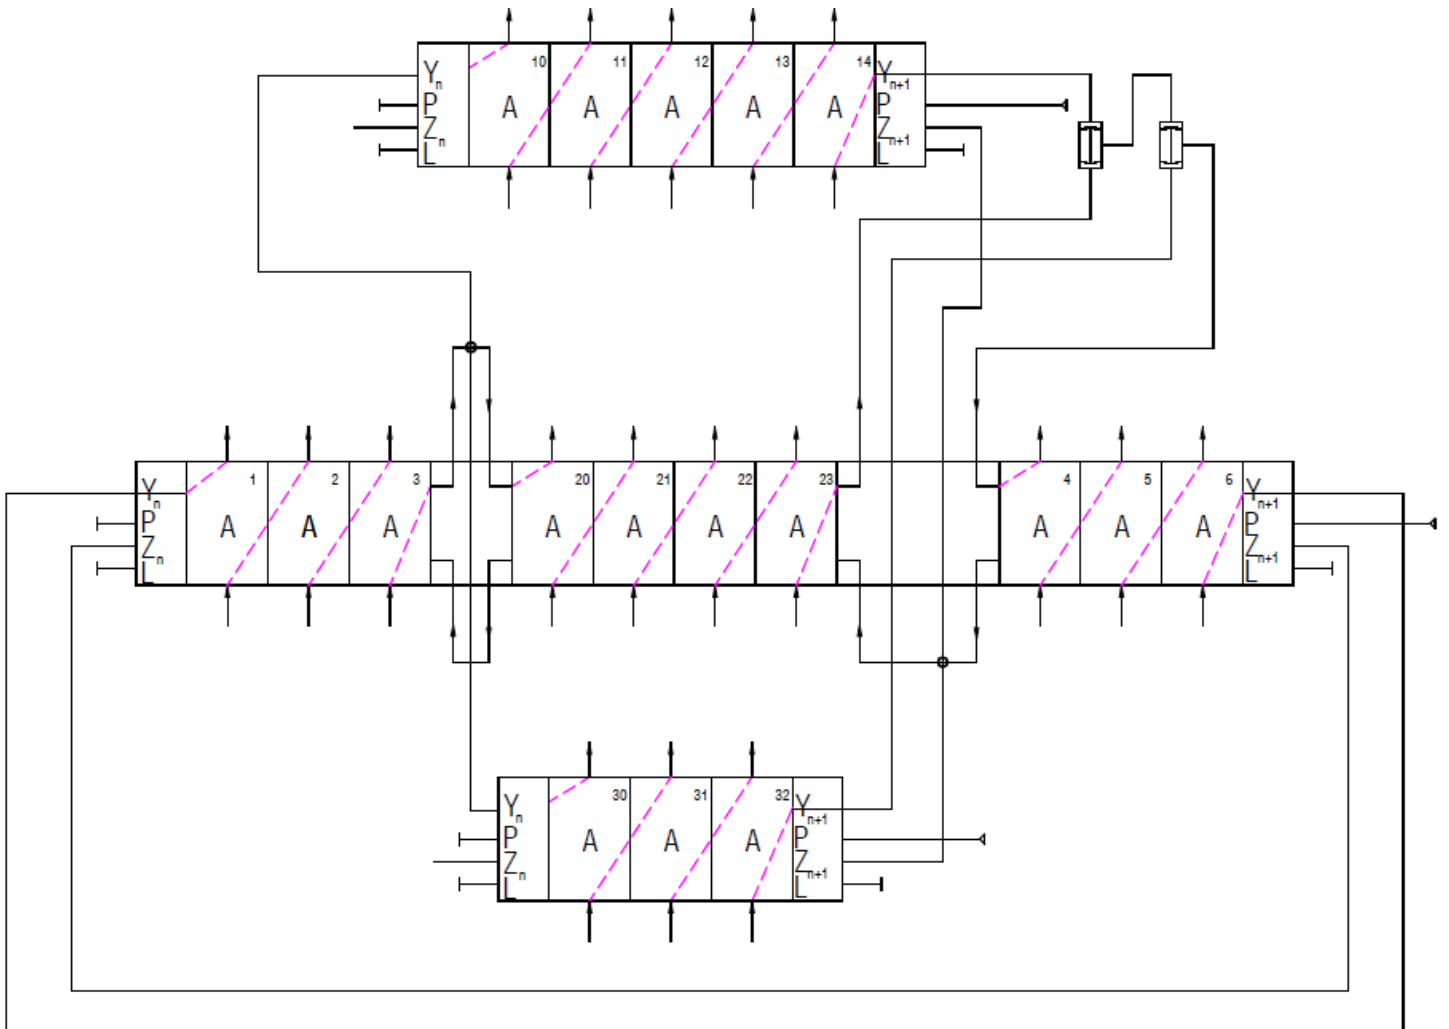 10 11 12 13 14
Yn Yn+1
P A A A A A P
Zn Zn+1
L L
1 2 3 20 21 22 23 4 5 6
Yn Yn+1
P A A A A A A A A A A P
Zn Zn+1
L L
30 31 32
Yn Yn+1
P A A A P
Zn Zn+1
L L